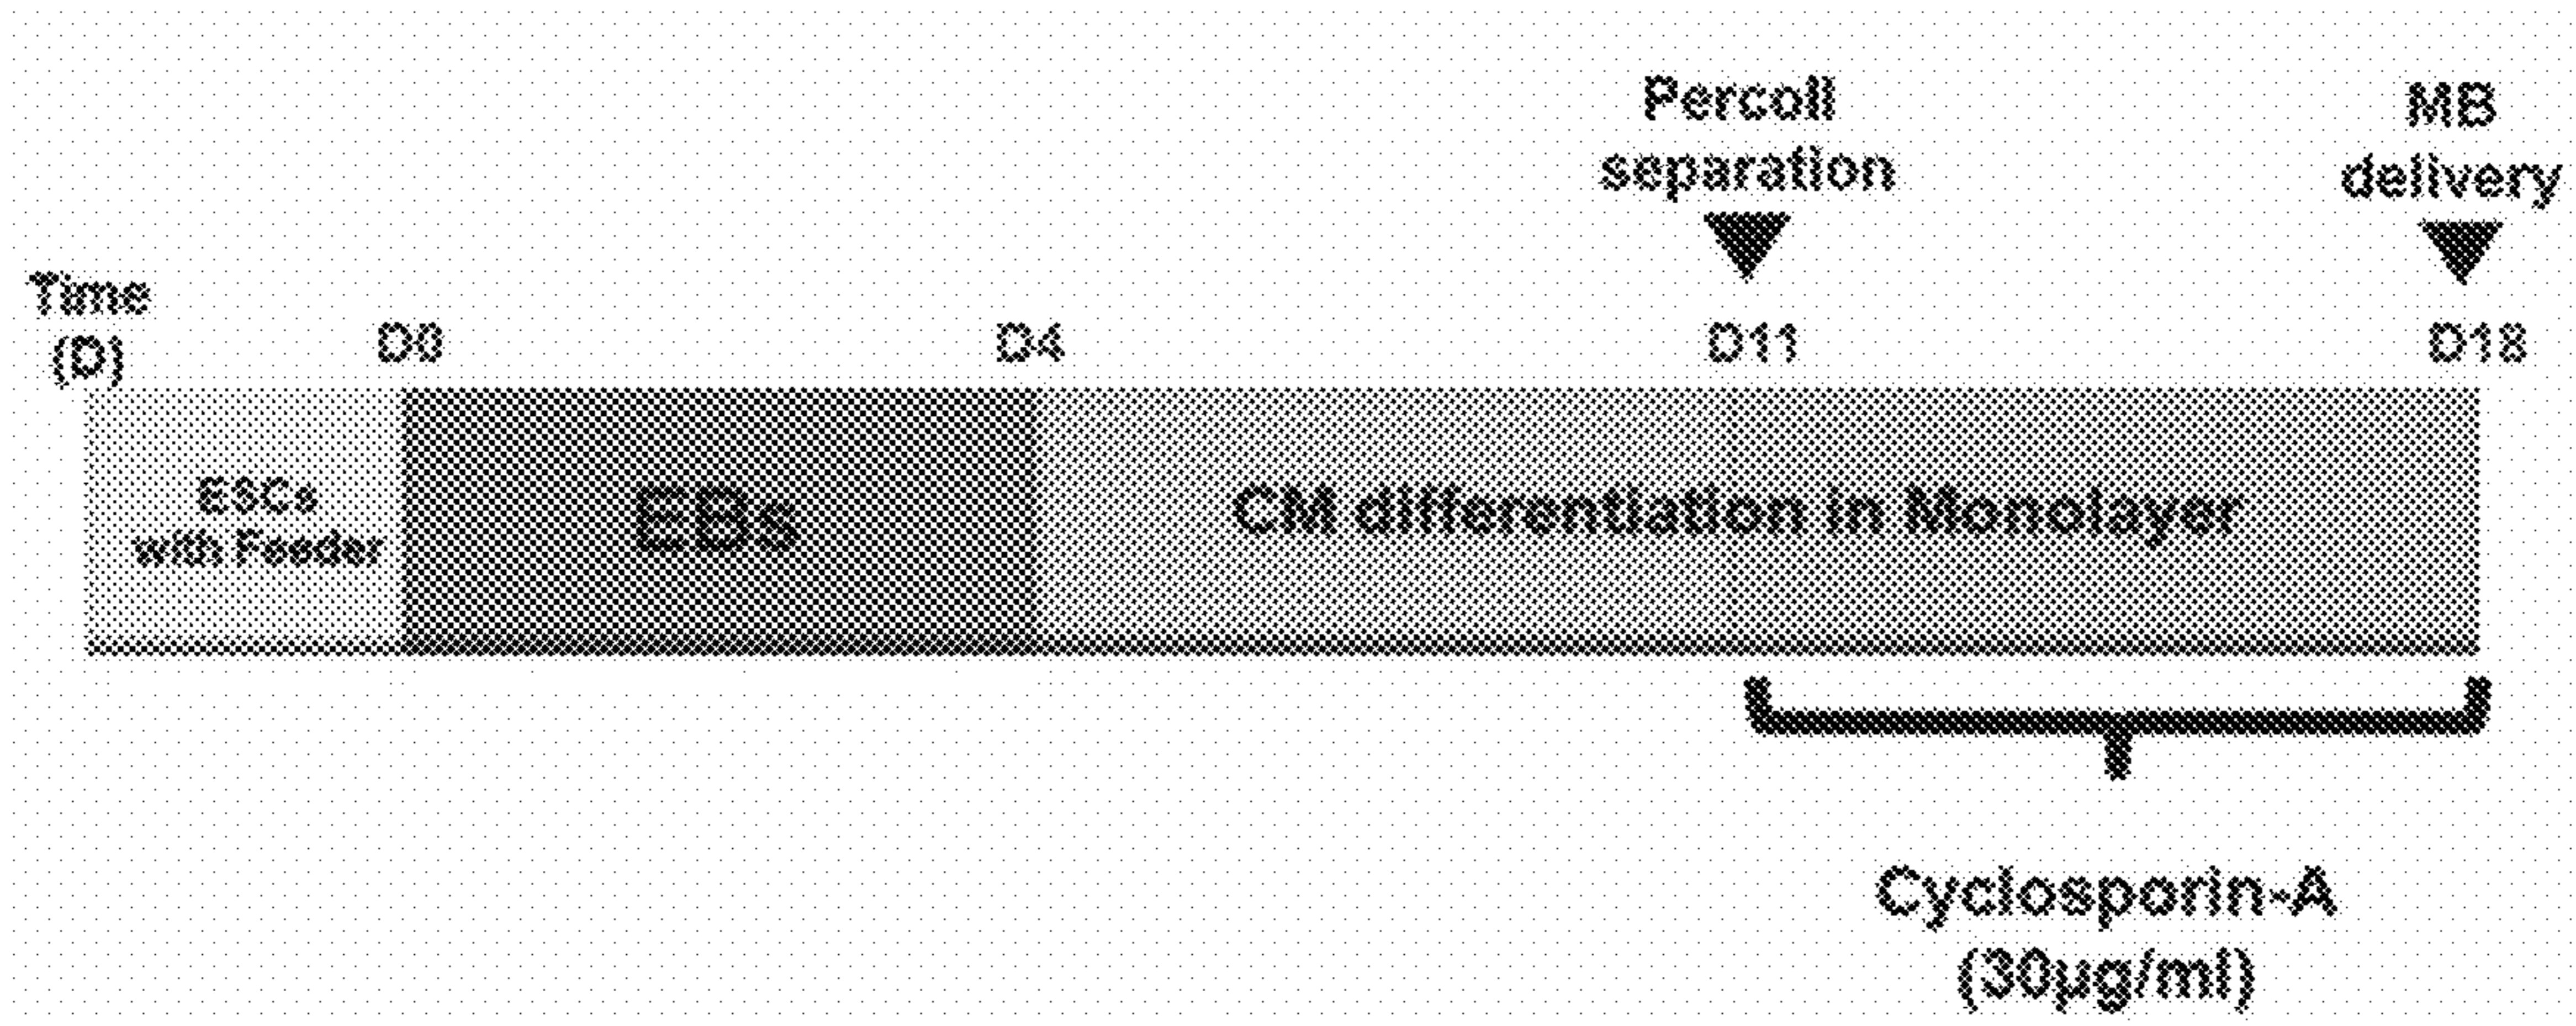 Percoll
separation
MB
delivery
Time
(D)
D0
D4
D11
D18
ESCs
with Feeder
EBs
CM differentiation in Monolayer
Cyclosporin-A
(30µg/ml)